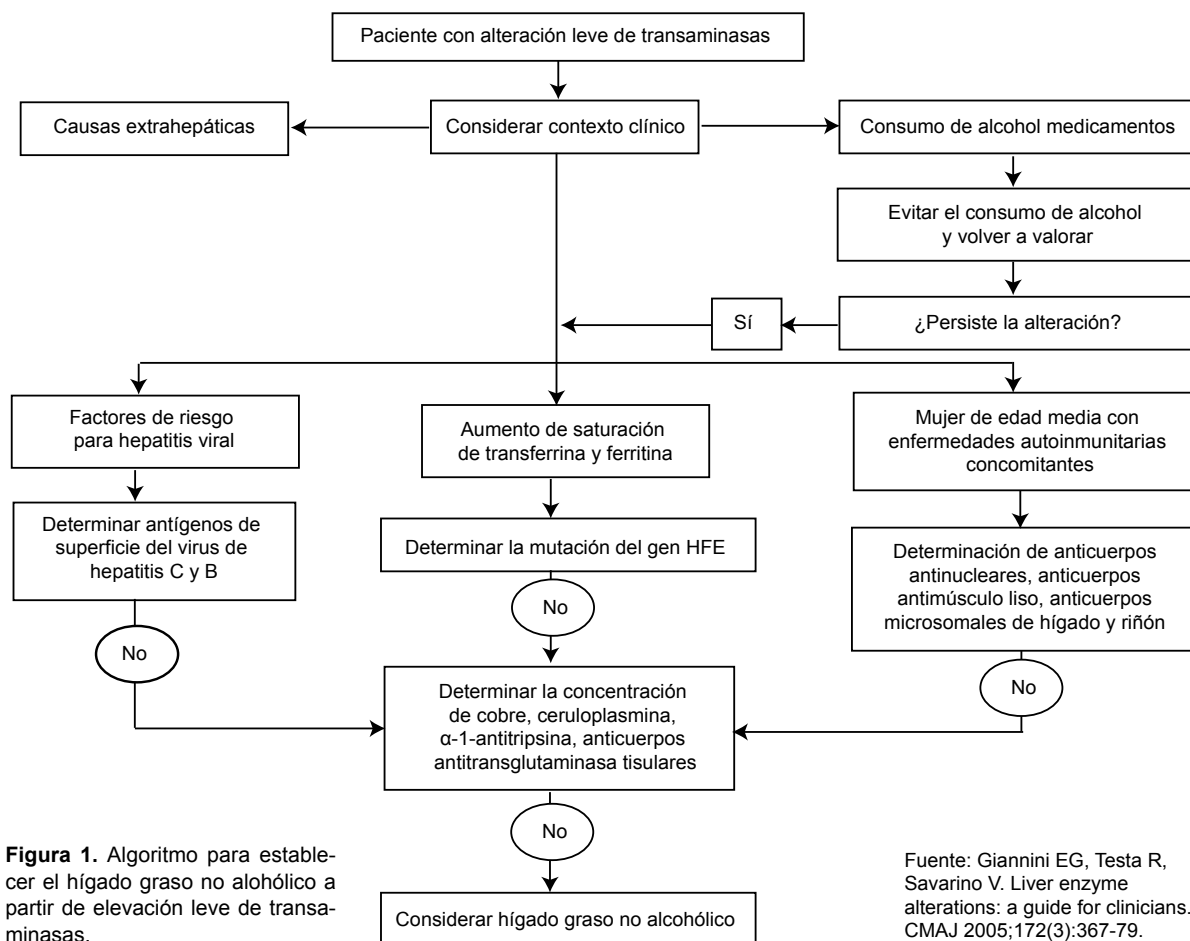 Paciente con alteración leve de transaminasas
Causas extrahepáticas
Considerar contexto clínico
Consumo de alcohol medicamentos
Evitar el consumo de alcohol
y volver a valorar
Sí
¿Persiste la alteración?
Factores de riesgo
para hepatitis viral
Aumento de saturación
de transferrina y ferritina
Mujer de edad media con
enfermedades autoinmunitarias
concomitantes
Determinar antígenos de
superficie del virus de
hepatitis C y B
Determinar la mutación del gen HFE
Determinación de anticuerpos
antinucleares, anticuerpos
antimúsculo liso, anticuerpos
microsomales de hígado y riñón
No
No
No
Determinar la concentración
de cobre, ceruloplasmina,
α-1-antitripsina, anticuerpos
antitransglutaminasa tisulares
No
Considerar hígado graso no alcohólico
Figura 1. Algoritmo para estable-
cer el hígado graso no alohólico a
partir de elevación leve de transa-
minasas.
Fuente: Giannini EG, Testa R,
Savarino V. Liver enzyme
alterations: a guide for clinicians.
CMAJ 2005;172(3):367-79.